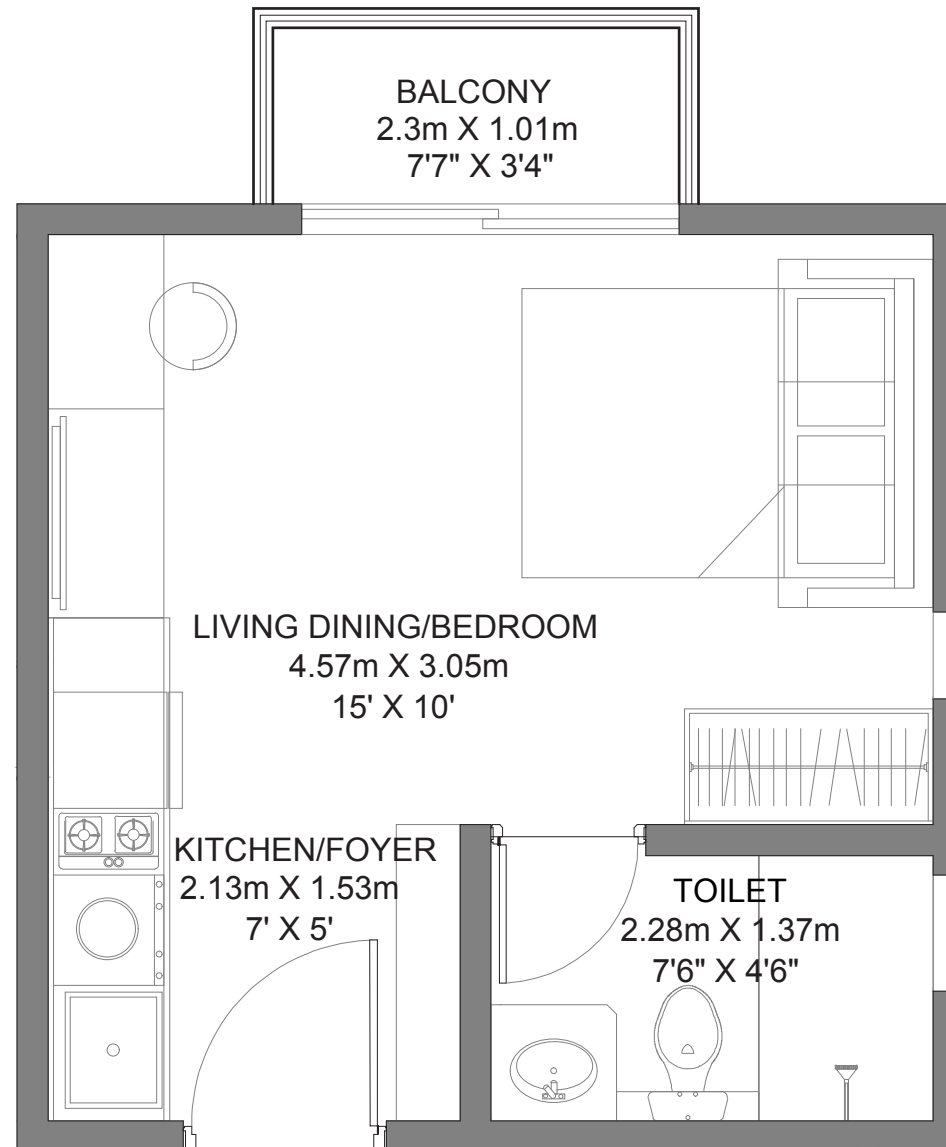 BALCONY
2.3m X 1.01m
7'7" X 3'4"
LIVING DINING/BEDROOM
4.57m X 3.05m
15' X 10'
KITCHEN/FOYER
2.13m X 1.53m
7' X 5'
TOILET
2.28m X 1.37m
7'6" X 4'6"